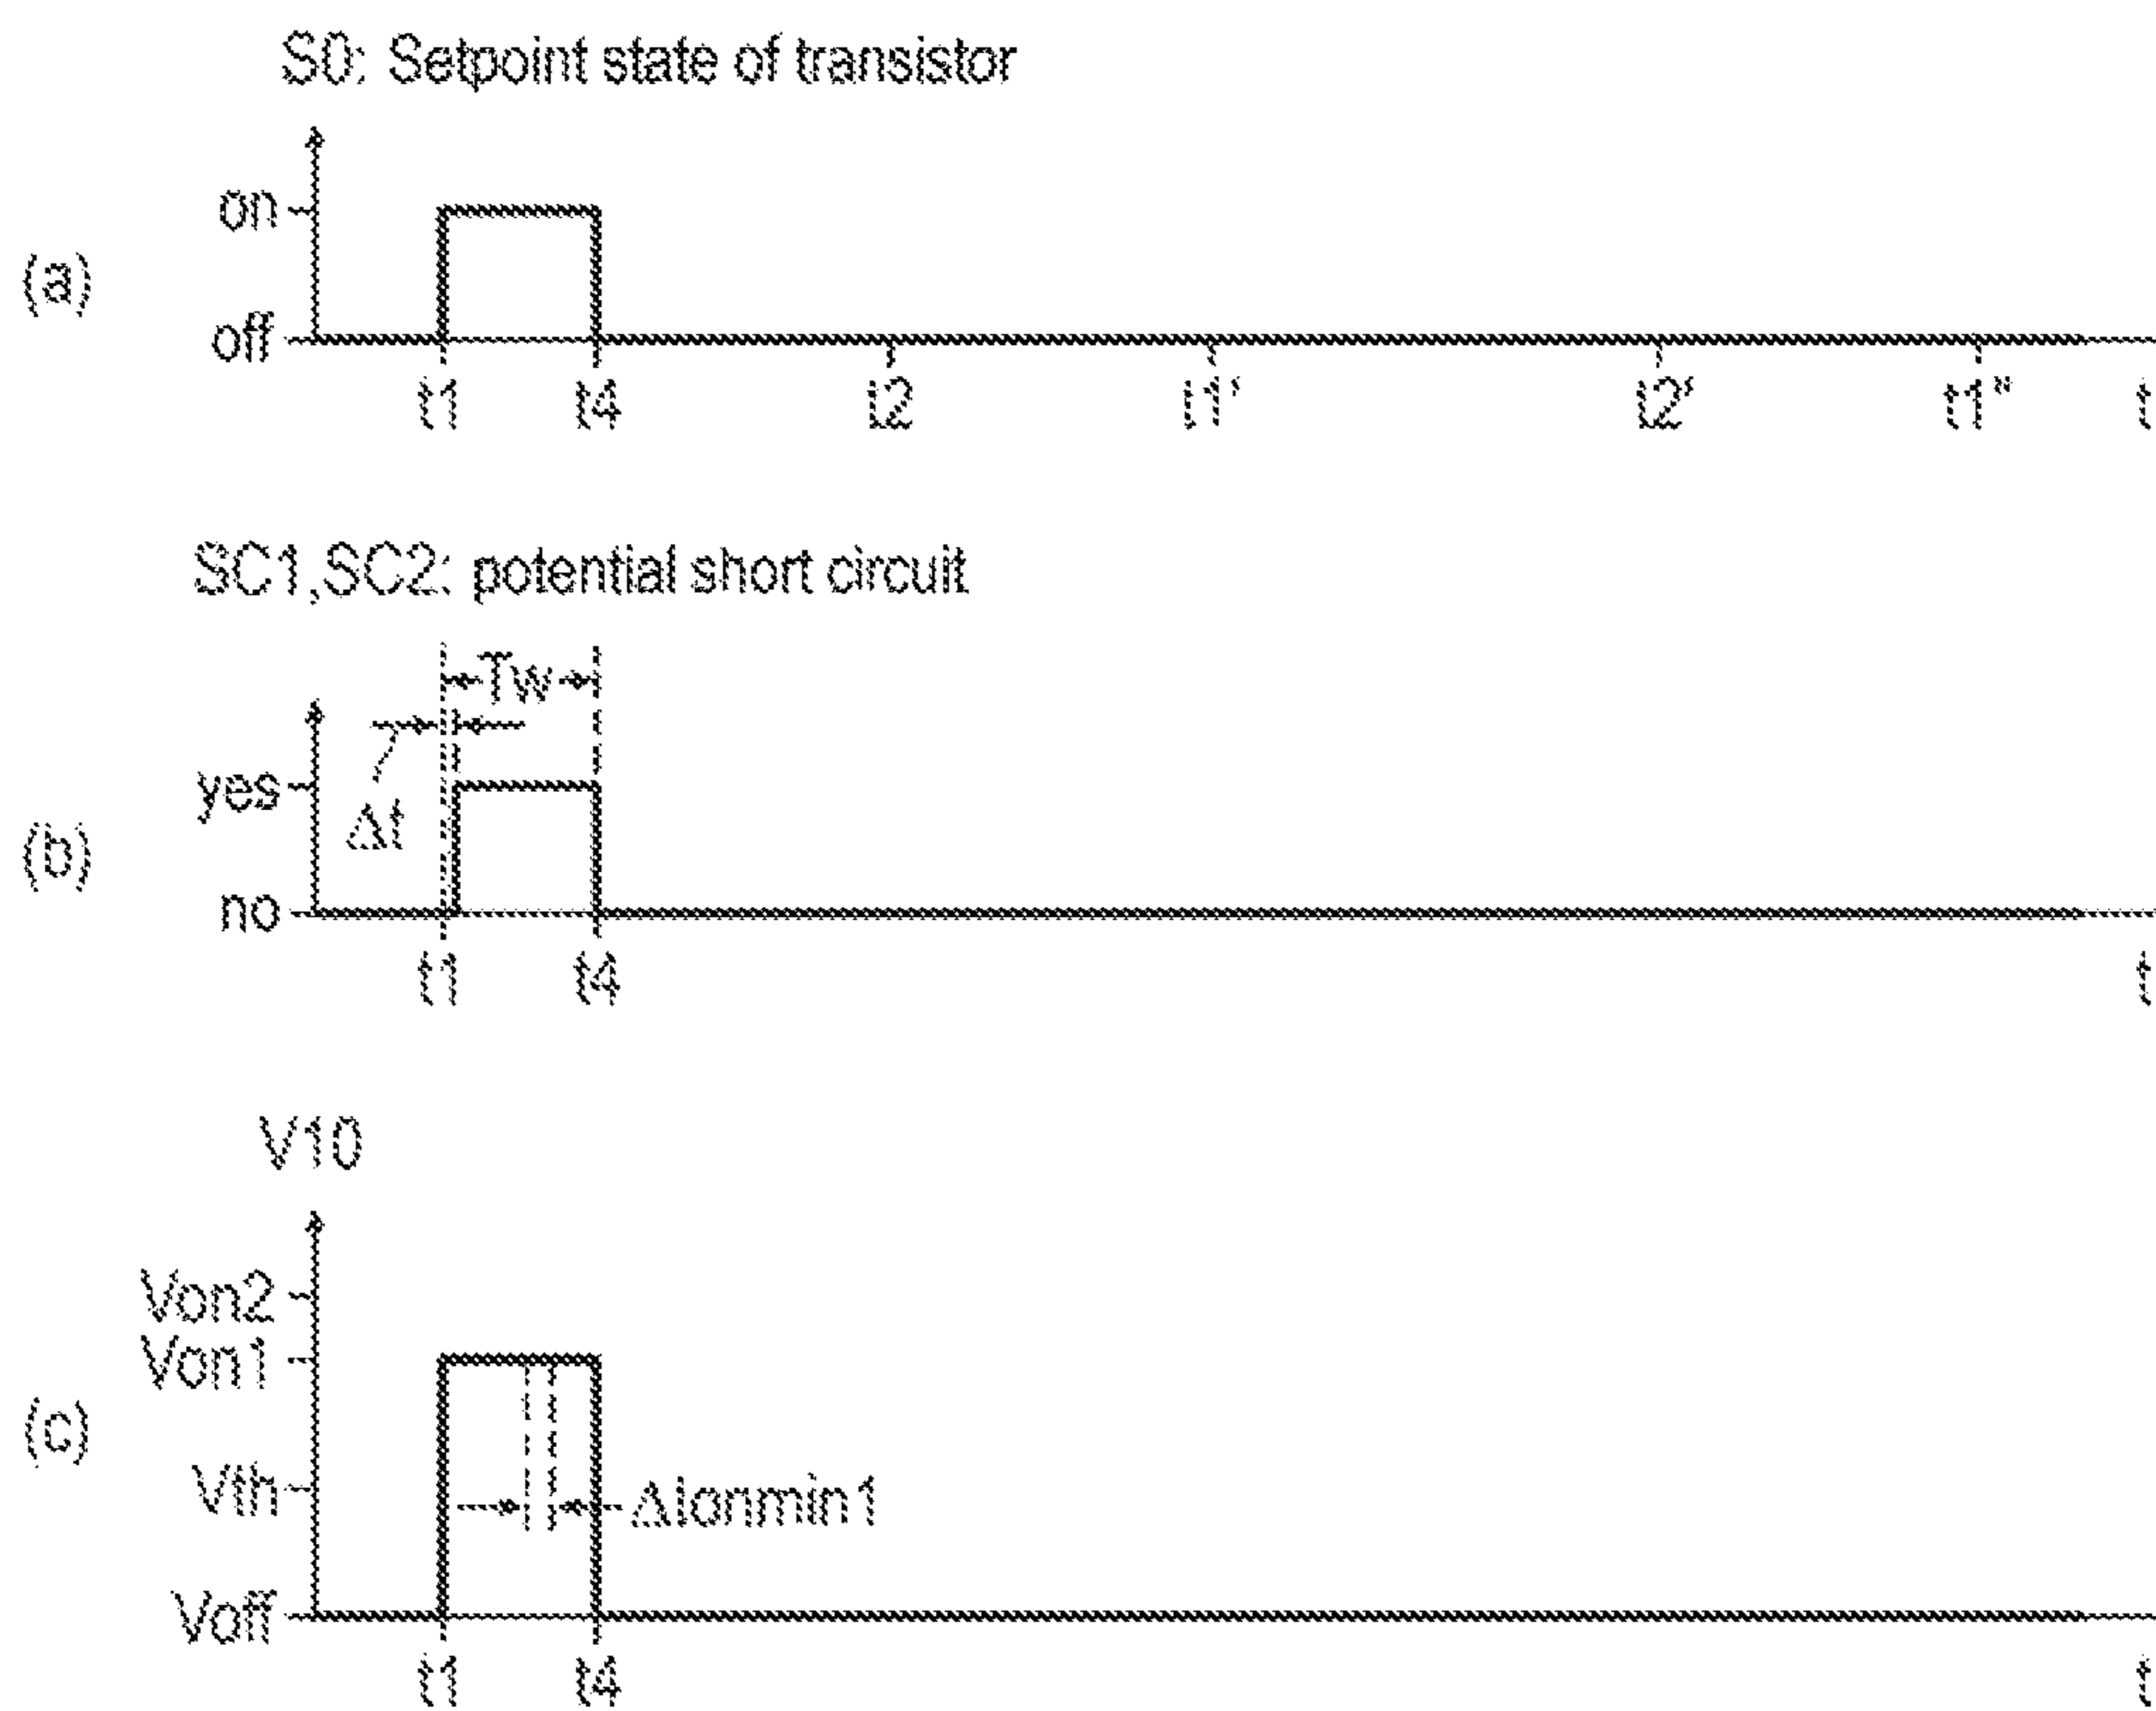 S0: Setpoint state of transistor
on
(a)
off
t1 t4 t2 t1' t2' t1" t
SC1,SC2: potential short circuit
Tw
yes
Δt
(b)
no
t1 t4 t
V10
Von2
Von1
(c)
Vth
Δtonmin1
Voff
t1 t4 t